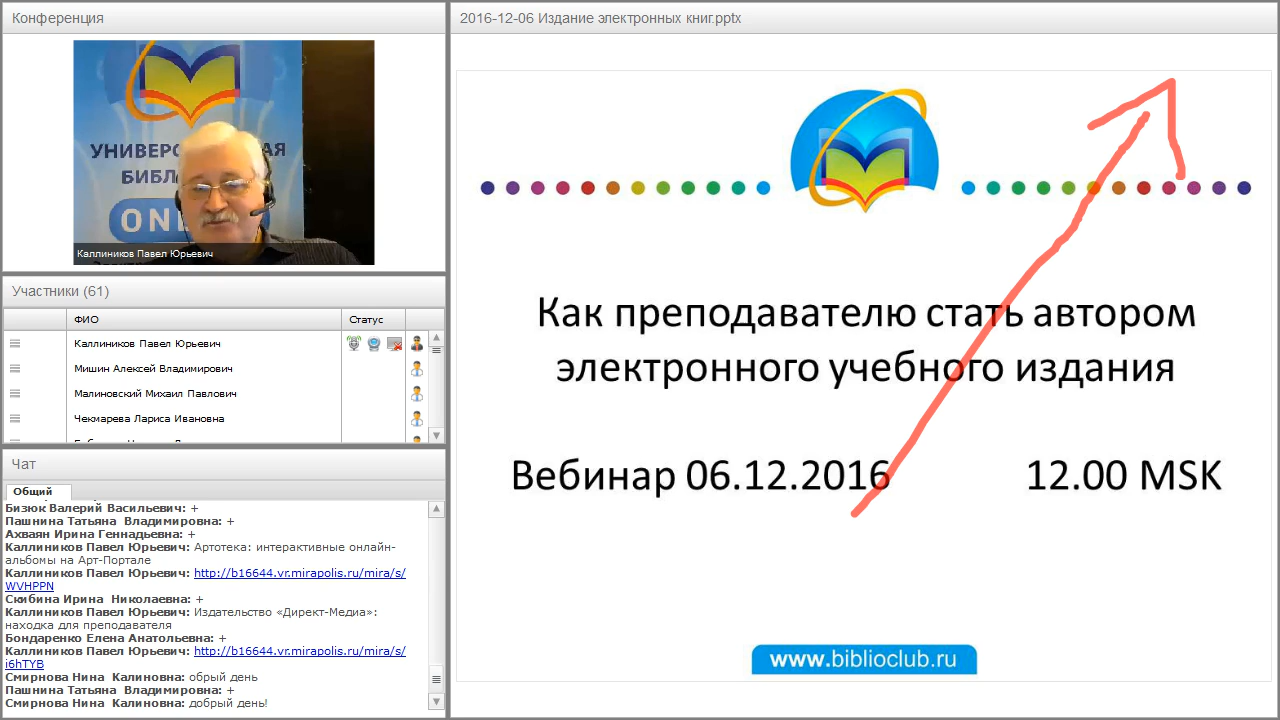 Конференция
УНИВЕРС НАЯ
БИБЛ
ON
Каллиников Павел Юрьевич
Участники (61)
ФИО Статус
Каллиников Павел Юрьевич
Мишин Алексей Владимирович
Малиновский Михаил Павлович
Чекмарева Лариса Ивановна
Чат
Общий
Бизюк Валерий Васильевич: +
Пашнина Татьяна Владимировна: +
Ахваян Ирина Геннадьевна: +
Каллиников Павел Юрьевич: Артотека: интерактивные онлайн-
альбомы на Арт-Портале
Каллиников Павел Юрьевич: http://b16644.vr.mirapolis.ru/mira/s/
WVHPPN
Скибина Ирина Николаевна: +
Каллиников Павел Юрьевич: Издательство «Директ-Медиа»:
находка для преподавателя
Бондаренко Елена Анатольевна: +
Каллиников Павел Юрьевич: http://b16644.vr.mirapolis.ru/mira/s/
i6hTYB
Смирнова Нина Калиновна: обрый день
Пашнина Татьяна Владимировна: +
Смирнова Нина Калиновна: добрый день!
2016-12-06 Издание электронных книг.pptx
Как преподавателю стать автором
электронного учебного издания
Вебинар 06.12.2016 12.00 MSK
www.biblioclub.ru